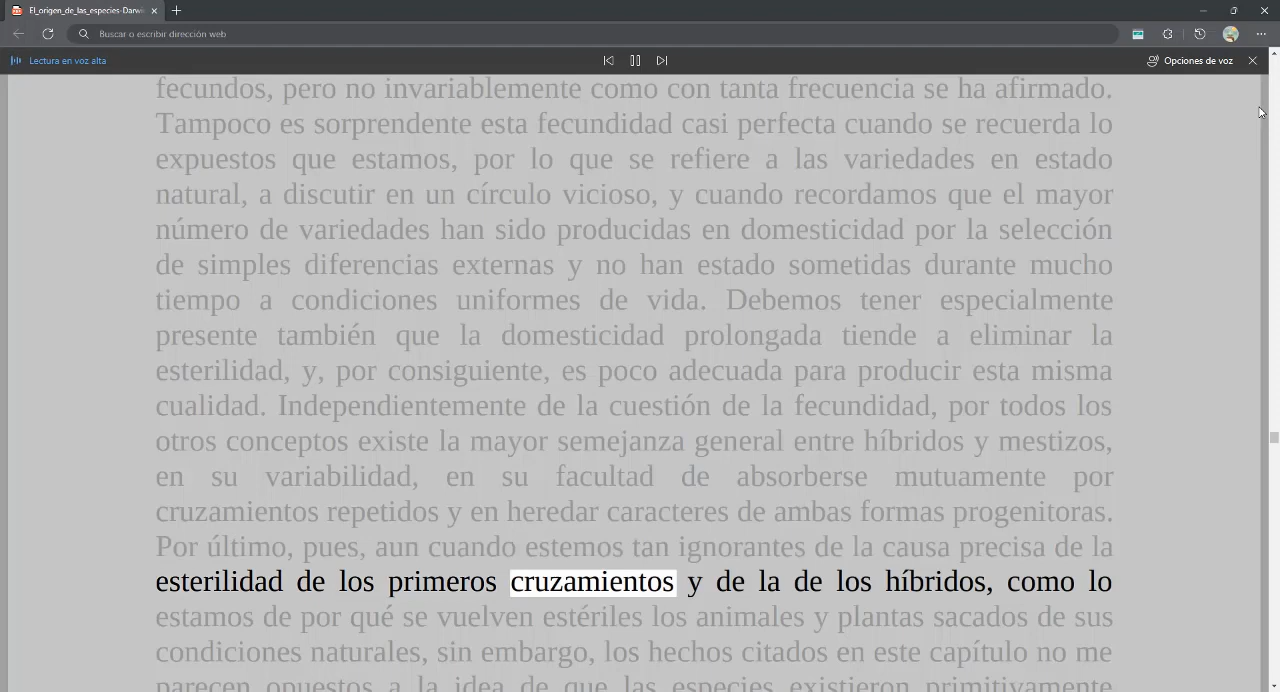 El_origen_de_las_especies-Darwi
Buscar o escribir dirección web
Lectura en voz alta
Opciones de voz
fecundos, pero no invariablemente como con tanta frecuencia se ha afirmado.
Tampoco es sorprendente esta fecundidad casi perfecta cuando se recuerda lo
expuestos que estamos, por lo que se refiere a las variedades en estado
natural, a discutir en un círculo vicioso, y cuando recordamos que el mayor
número de variedades han sido producidas en domesticidad por la selección
de simples diferencias externas y no han estado sometidas durante mucho
tiempo a condiciones uniformes de vida. Debemos tener especialmente
presente también que la domesticidad prolongada tiende a eliminar la
esterilidad, y, por consiguiente, es poco adecuada para producir esta misma
cualidad. Independientemente de la cuestión de la fecundidad, por todos los
otros conceptos existe la mayor semejanza general entre híbridos y mestizos,
en su variabilidad, en su facultad de absorberse mutuamente por
cruzamientos repetidos y en heredar caracteres de ambas formas progenitoras.
Por último, pues, aun cuando estemos tan ignorantes de la causa precisa de la
esterilidad de los primeros cruzamientos y de la de los híbridos, como lo
estamos de por qué se vuelven estériles los animales y plantas sacados de sus
condiciones naturales, sin embargo, los hechos citados en este capítulo no me
parecen opuestos a la idea de que las especies existieron primitivamente